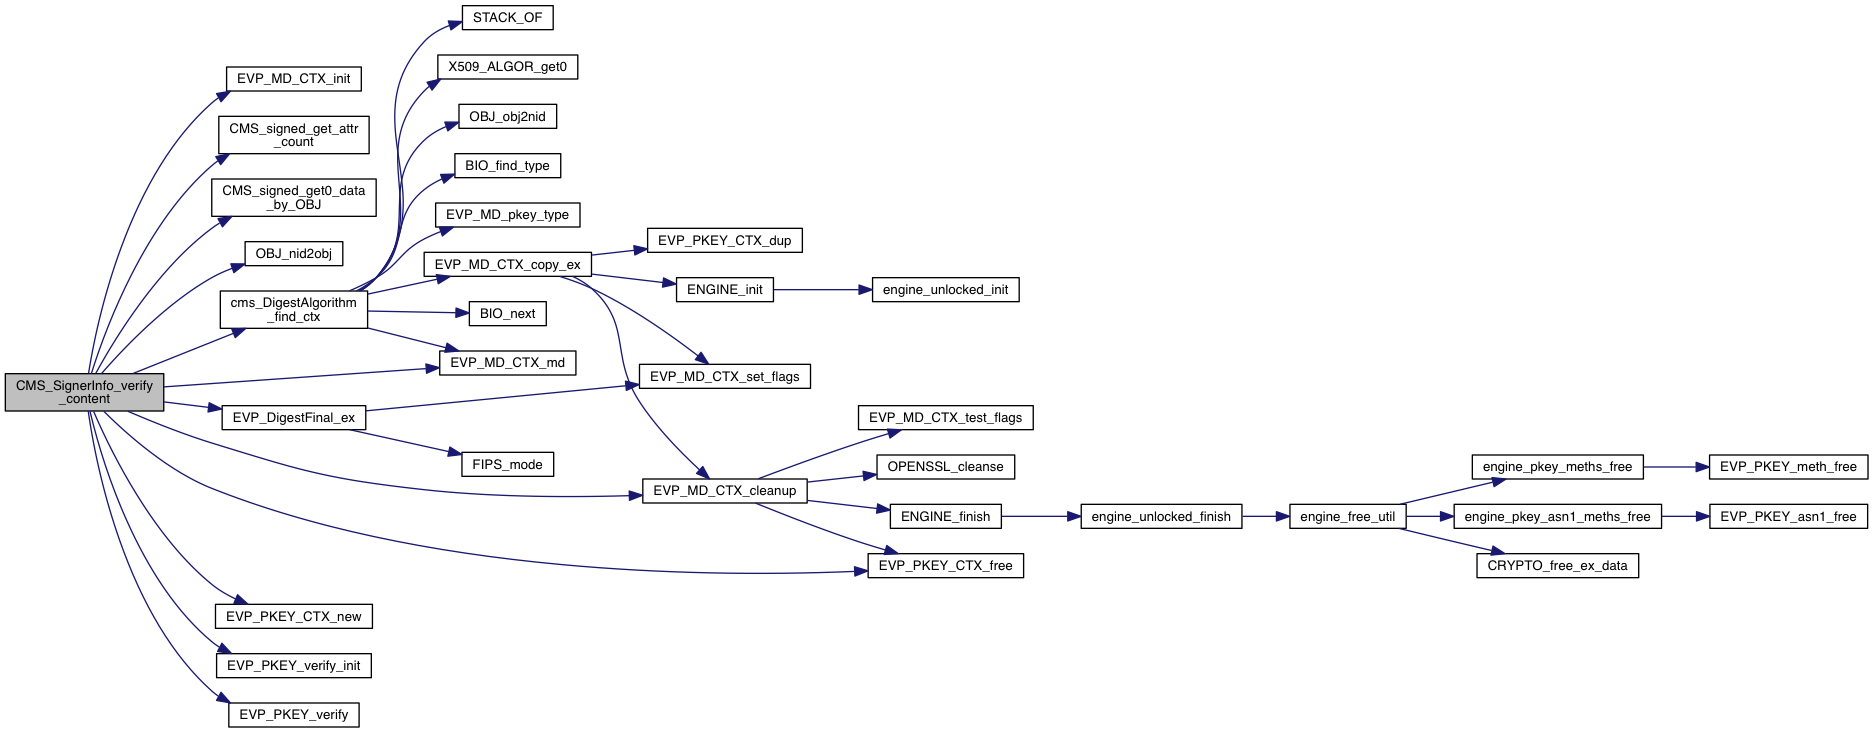 STACK_OF
X509_ALGOR_get0
EVP_MD_CTX_init
OBJ_obj2nid
CMS_signed_get_attr
_count
BIO_find_type
CMS_signed_get0_data
_by_OBJ
EVP_MD_pkey_type
EVP_PKEY_CTX_dup
OBJ_nid2obj
EVP_MD_CTX_copy_ex
ENGINE_init
engine_unlocked_init
cms_DigestAlgorithm
_find_ctx
BIO_next
EVP_MD_CTX_md
EVP_MD_CTX_set_flags
CMS_SignerInfo_verify
_content
EVP_DigestFinal_ex
EVP_MD_CTX_test_flags
FIPS_mode
OPENSSL_cleanse
engine_pkey_meths_free
EVP_PKEY_meth_free
EVP_MD_CTX_cleanup
ENGINE_finish
engine_unlocked_finish
engine_free_util
engine_pkey_asn1_meths_free
EVP_PKEY_asn1_free
EVP_PKEY_CTX_free
CRYPTO_free_ex_data
EVP_PKEY_CTX_new
EVP_PKEY_verify_init
EVP_PKEY_verify